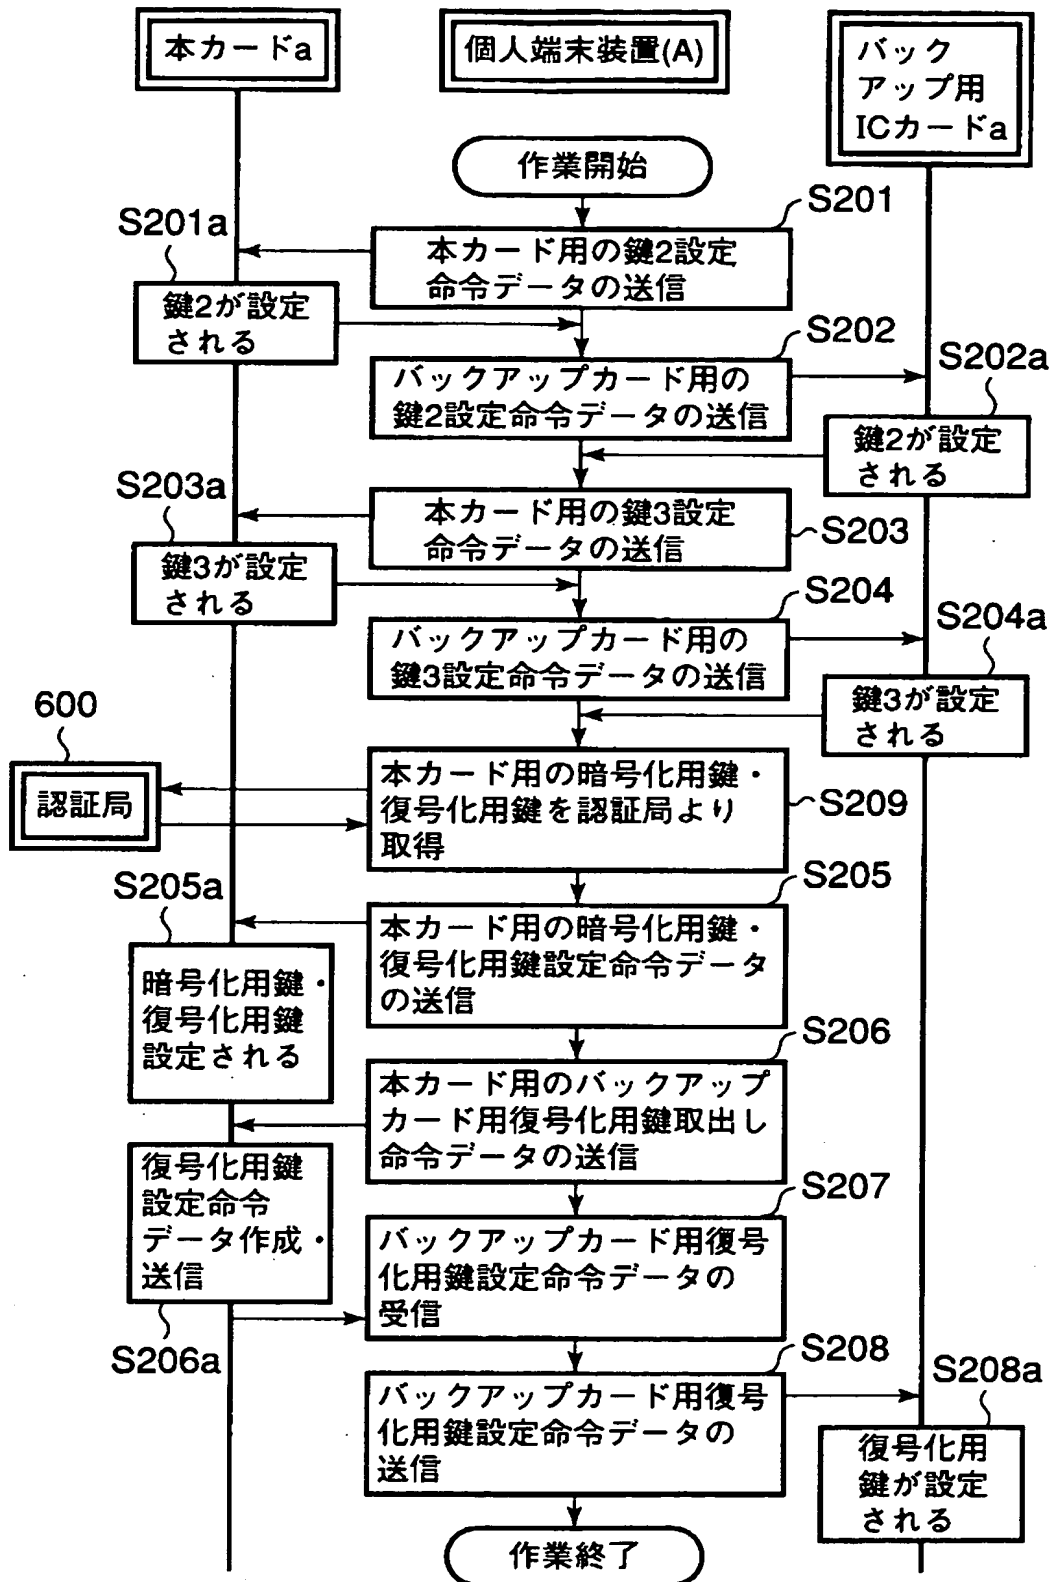 本カードa
個人端末装置(A)
バック
アップ用
ICカードa
作業開始
S201
S201a
本カード用の鍵2設定
命令データの送信
鍵2が設定
される
S202
S202a
バックアップカード用の
鍵2設定命令データの送信
鍵2が設定
される
S203a
本カード用の鍵3設定
命令データの送信
S203
鍵3が設定
される
S204
S204a
バックアップカード用の
鍵3設定命令データの送信
鍵3が設定
される
600
認証局
本カード用の暗号化用鍵・
復号化用鍵を認証局より
取得
S209
S205a
S205
本カード用の暗号化用鍵・
復号化用鍵設定命令データ
の送信
暗号化用鍵・
復号化用鍵
設定される
S206
本カード用のバックアップ
カード用復号化用鍵取出し
命令データの送信
復号化用鍵
設定命令
データ作成・
送信
S207
バックアップカード用復号
化用鍵設定命令データの
受信
S206a
S208
S208a
バックアップカード用復号
化用鍵設定命令データの
送信
復号化用
鍵が設定
される
作業終了